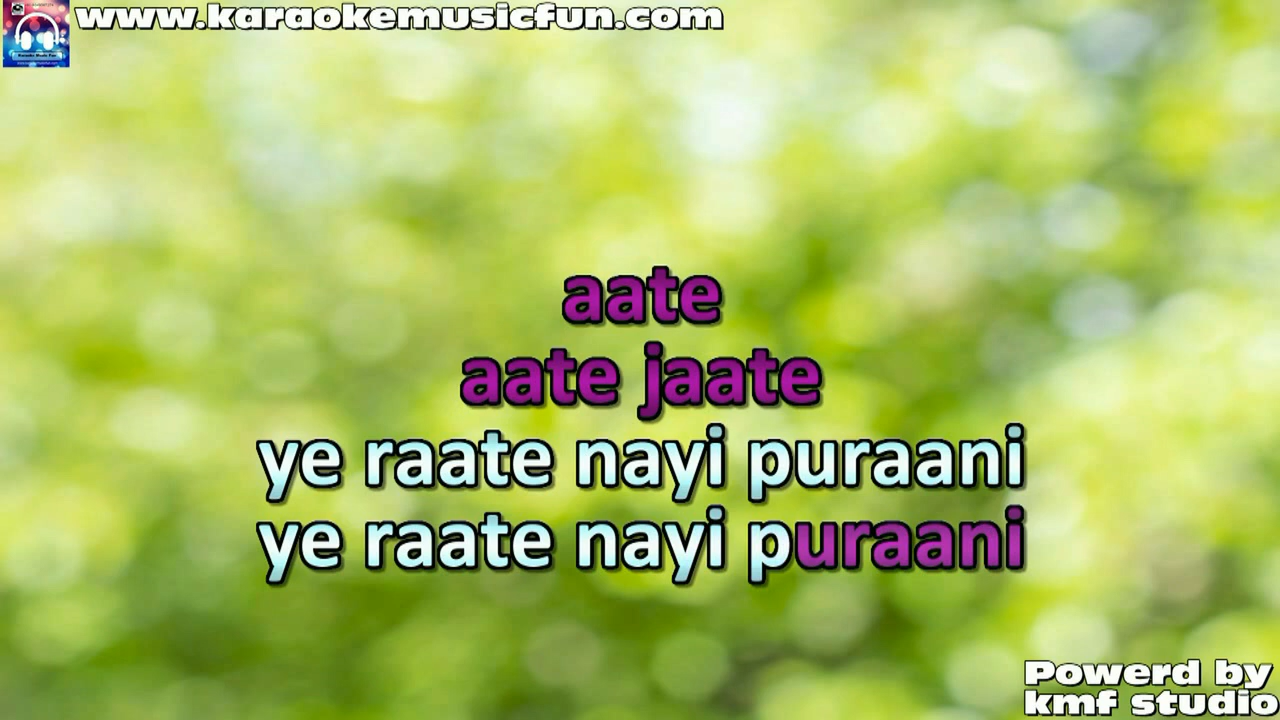 www.karaokemusicfun.com
aate
aate jaate
ye raate nayi puraani
ye raate nayi puraani
Powerd by
kmf studio